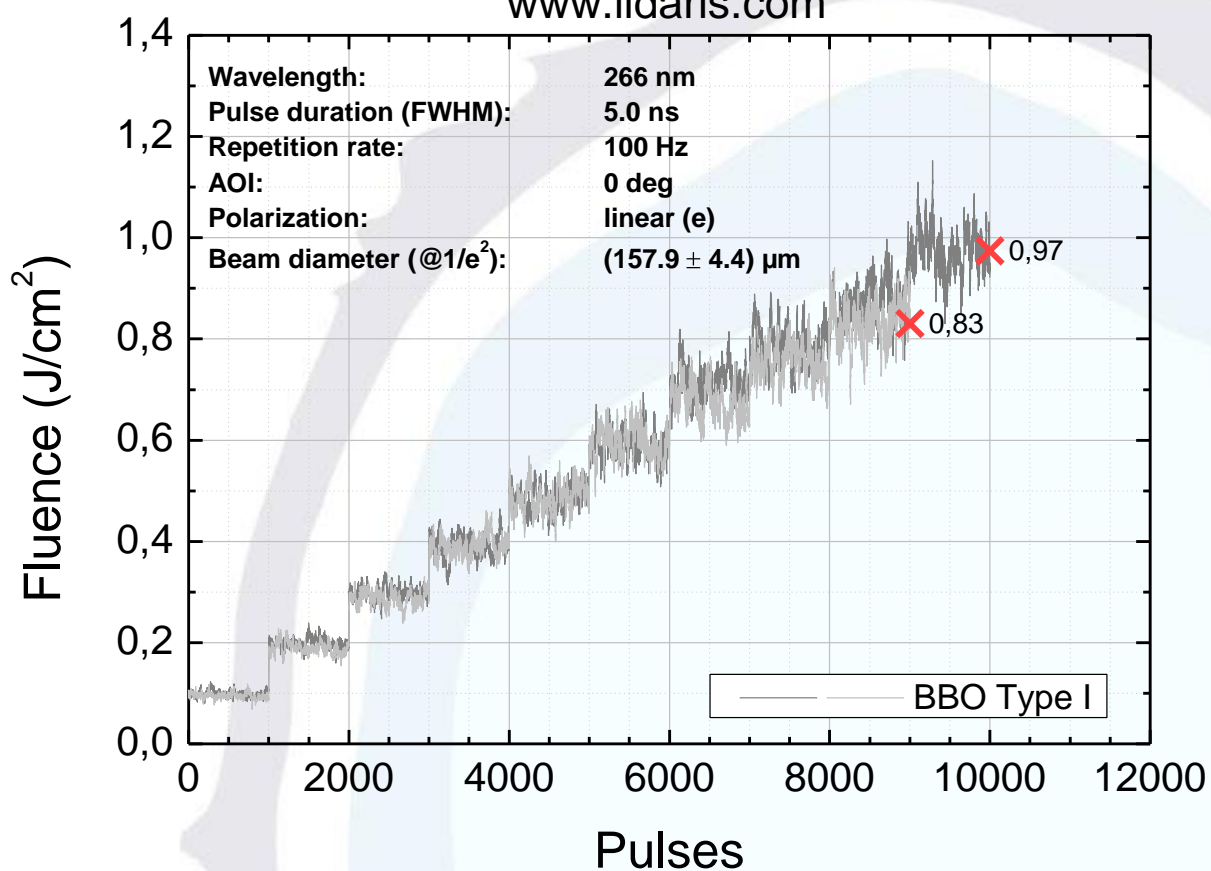 www.lidaris.com
1,4
1,2
1,0
0,8
0,6
0,4
0,2
0,0
Fluence (J/cm²)
Wavelength: 266 nm
Pulse duration (FWHM): 5.0 ns
Repetition rate: 100 Hz
AOI: 0 deg
Polarization: linear (e)
Beam diameter (@1/e²): (157.9 ± 4.4) µm
0,97
0,83
BBO Type I
0 2000 4000 6000 8000 10000 12000
Pulses